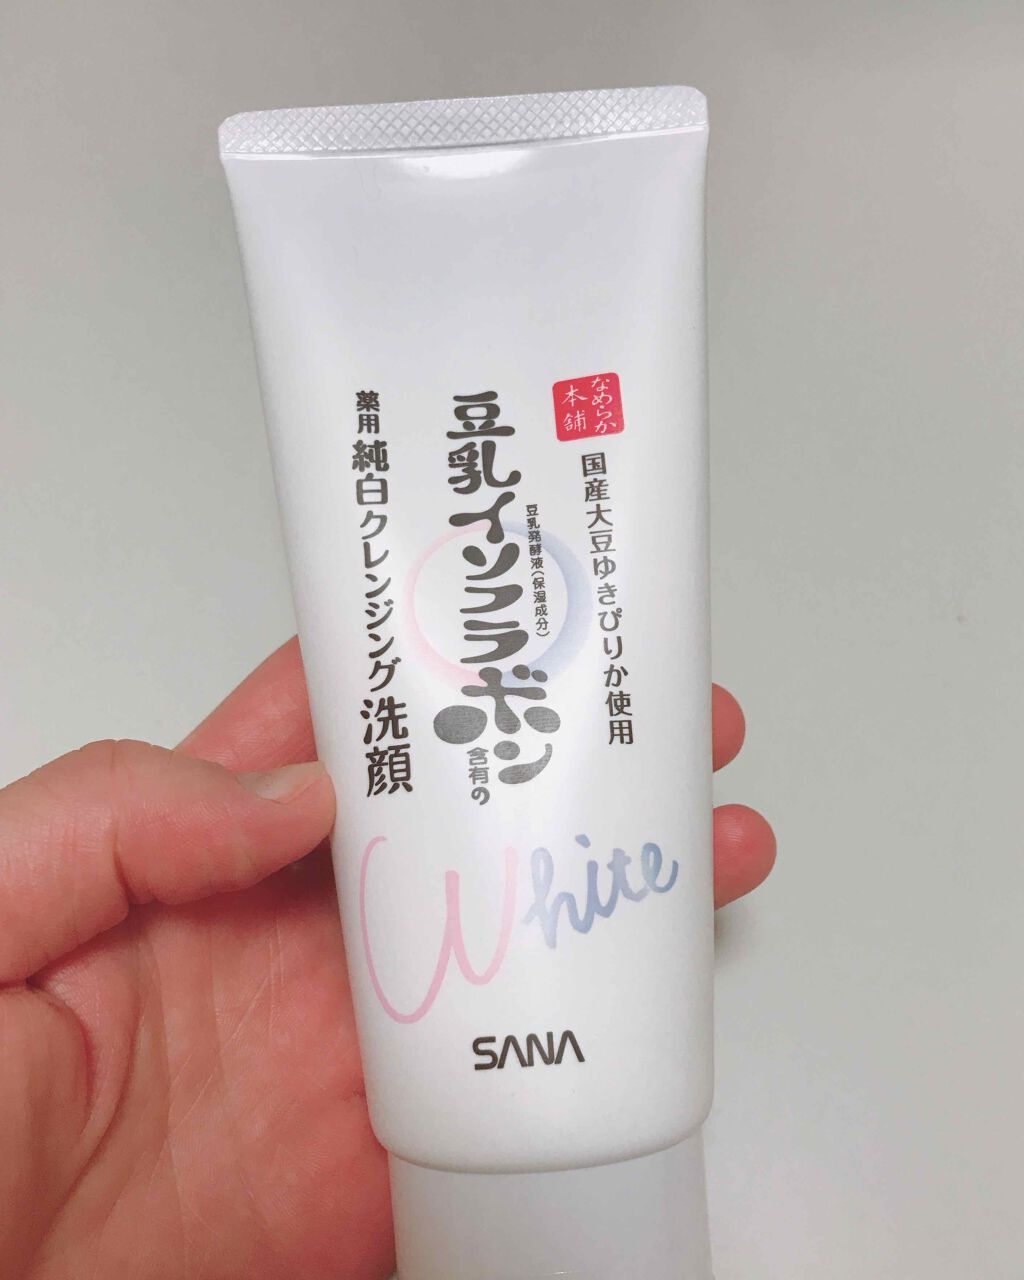 なめらか
本舗
国産大豆ゆきぴりか使用
豆乳発酵液(保湿成分)
豆乳イソフラボン
含有の
薬用純白クレンジング洗顔
White
SANA